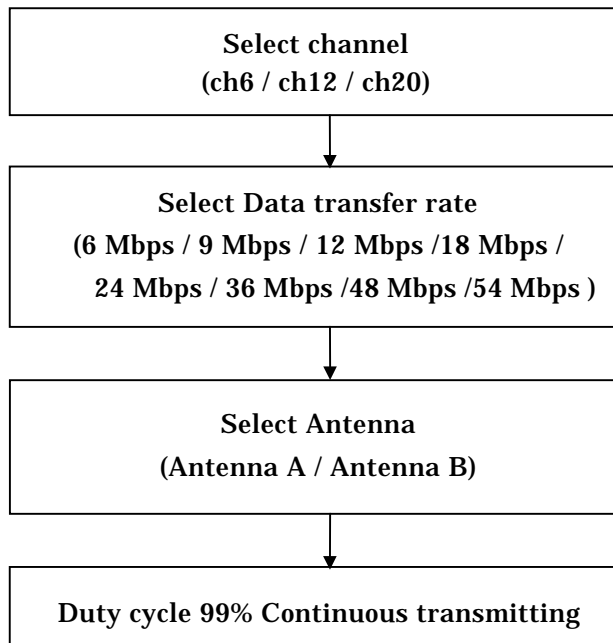 Select channel
(ch6 / ch12 / ch20)
Select Data transfer rate
(6 Mbps / 9 Mbps / 12 Mbps /18 Mbps /
24 Mbps / 36 Mbps /48 Mbps /54 Mbps )
Select Antenna
(Antenna A / Antenna B)
Duty cycle 99% Continuous transmitting